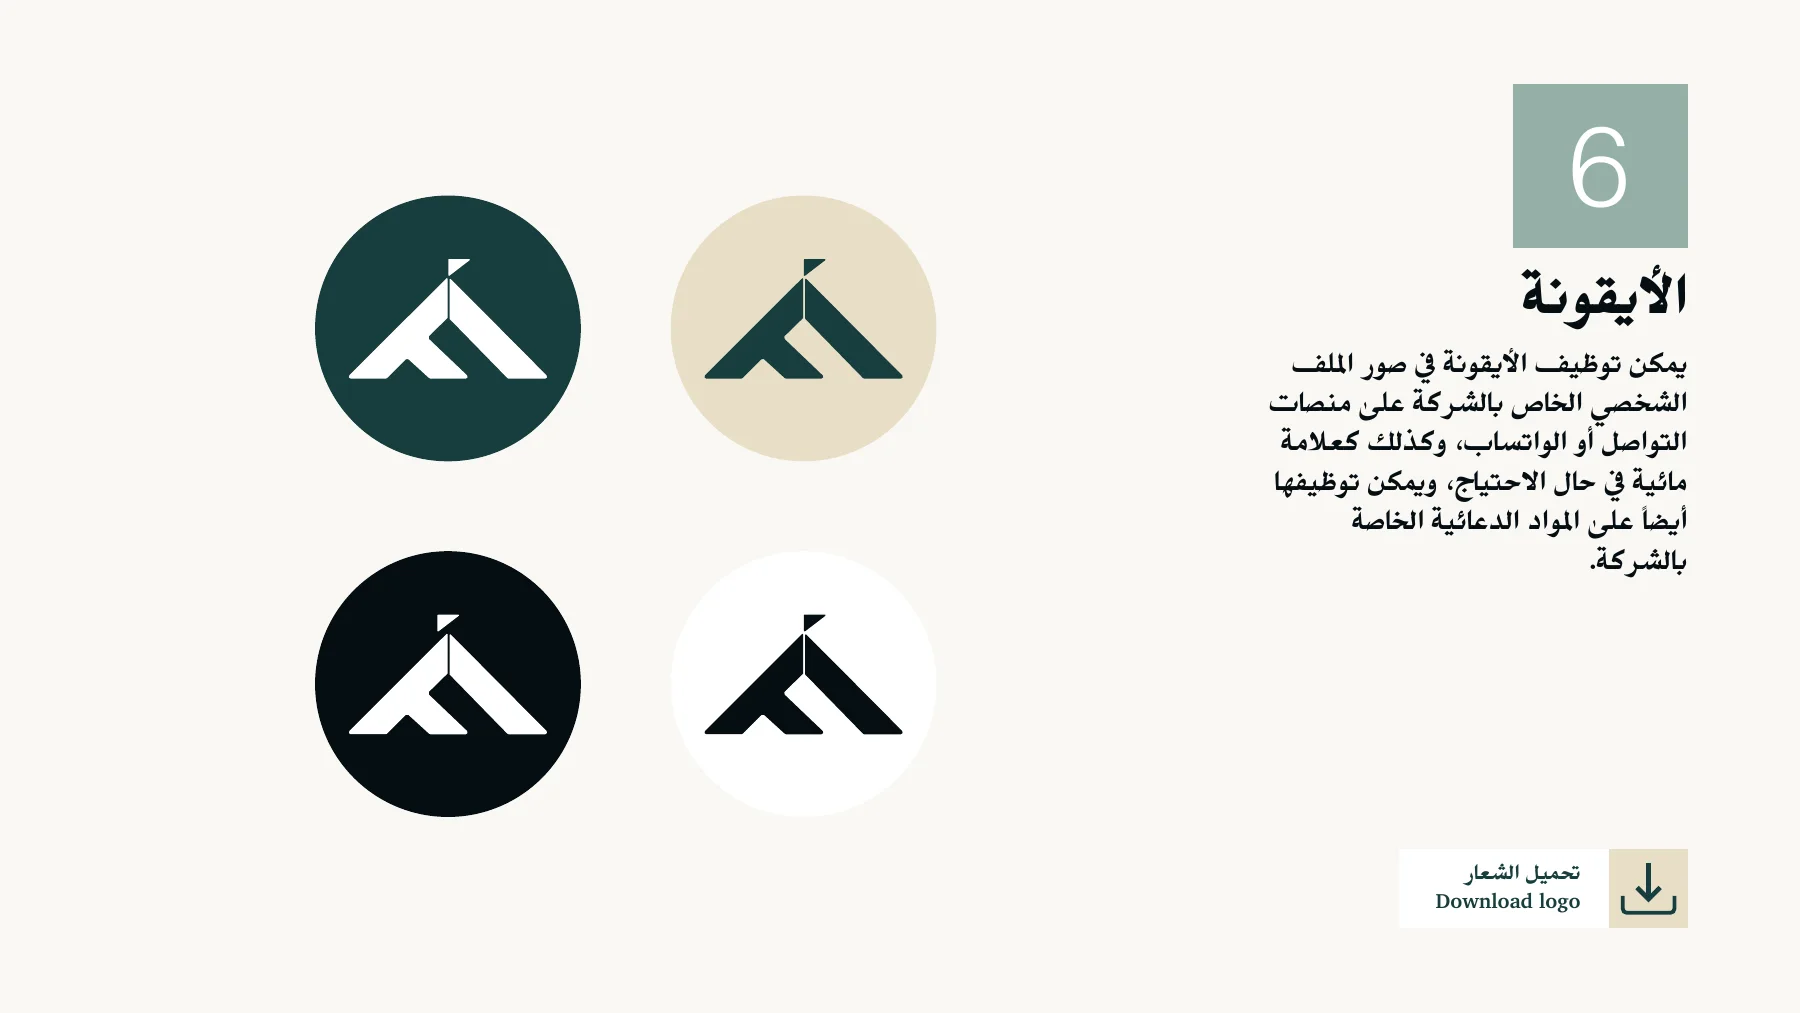 6
الأيقونة
يمكن توظيف الأيقونة في صور الملف
الشخصي الخاص بالشركة على منصات
التواصل أو الواتساب، وكذلك كعلامة
مائية في حال الاحتياج، ويمكن توظيفها
أيضاً على المواد الدعائية الخاصة
بالشركة.
تحميل الشعار
Download logo